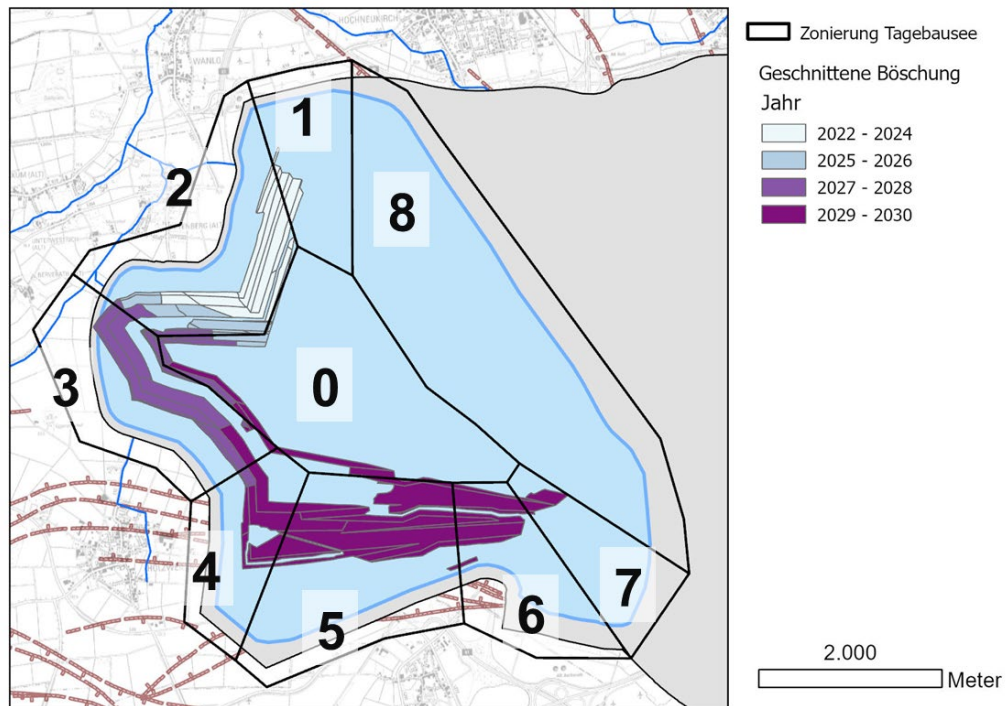 HOCHNEUKIRCH
WANLO
1
2
8
3
0
4
5
6
7
Zonierung Tagebausee
Geschnittene Böschung
Jahr
2022 - 2024
2025 - 2026
2027 - 2028
2029 - 2030
2.000
Meter